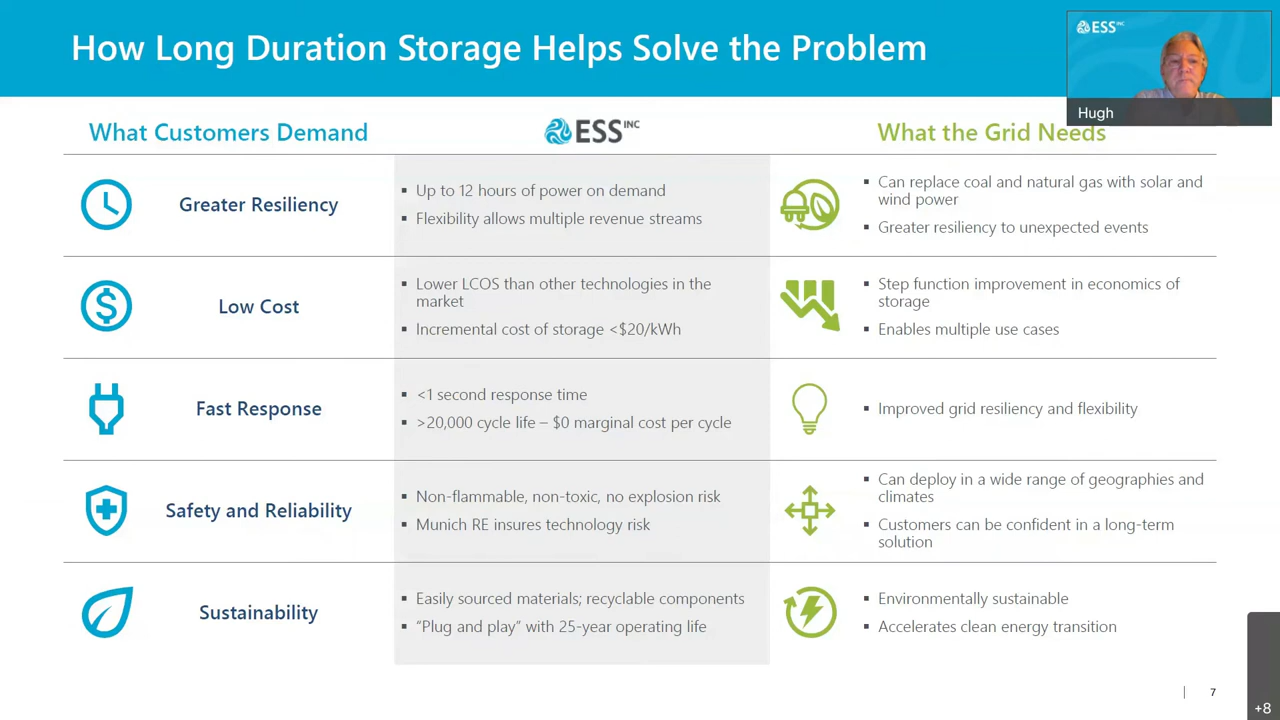 How Long Duration Storage Helps Solve the Problem
ESS INC
Hugh
What Customers Demand
ESS INC
What the Grid Needs
Greater Resiliency
▪ Up to 12 hours of power on demand
▪ Flexibility allows multiple revenue streams
▪ Can replace coal and natural gas with solar and
wind power
▪ Greater resiliency to unexpected events
Low Cost
▪ Lower LCOS than other technologies in the
market
▪ Incremental cost of storage <$20/kWh
▪ Step function improvement in economics of
storage
▪ Enables multiple use cases
Fast Response
▪ <1 second response time
▪ >20,000 cycle life – $0 marginal cost per cycle
▪ Improved grid resiliency and flexibility
Safety and Reliability
▪ Non-flammable, non-toxic, no explosion risk
▪ Munich RE insures technology risk
▪ Can deploy in a wide range of geographies and
climates
▪ Customers can be confident in a long-term
solution
Sustainability
▪ Easily sourced materials; recyclable components
▪ “Plug and play” with 25-year operating life
▪ Environmentally sustainable
▪ Accelerates clean energy transition
| 7
+8